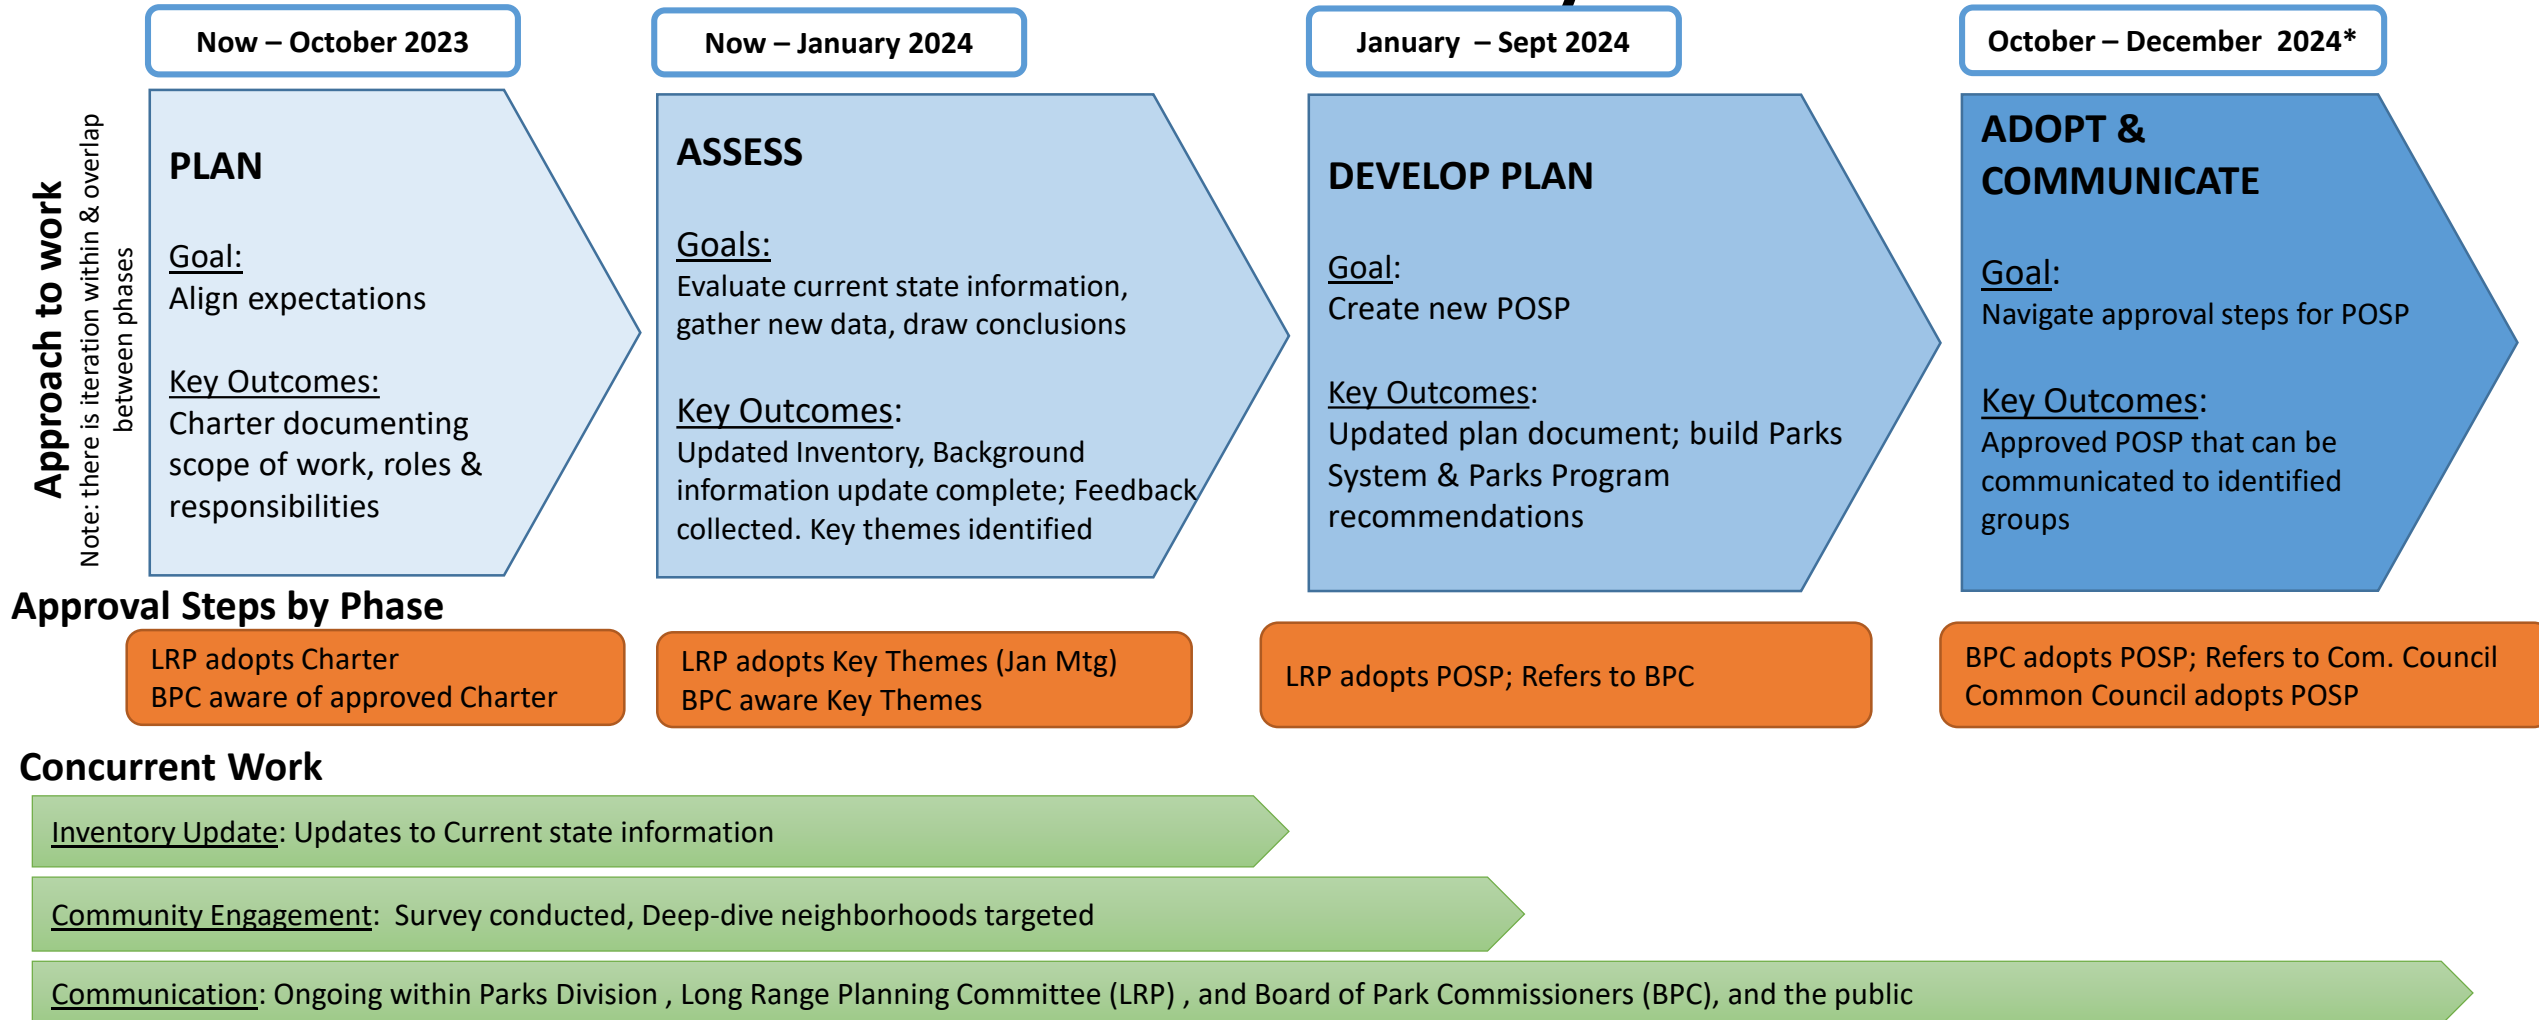 Now – October 2023
Now – January 2024
January – Sept 2024
October – December 2024*
Approach to work
Note: there is iteration within & overlap
between phases
PLAN
Goal:
Align expectations
Key Outcomes:
Charter documenting
scope of work, roles &
responsibilities
ASSESS
Goals:
Evaluate current state information,
gather new data, draw conclusions
Key Outcomes:
Updated Inventory, Background
information update complete; Feedback
collected. Key themes identified
DEVELOP PLAN
Goal:
Create new POSP
Key Outcomes:
Updated plan document; build Parks
System & Parks Program
recommendations
ADOPT &
COMMUNICATE
Goal:
Navigate approval steps for POSP
Key Outcomes:
Approved POSP that can be
communicated to identified
groups
Approval Steps by Phase
LRP adopts Charter
BPC aware of approved Charter
LRP adopts Key Themes (Jan Mtg)
BPC aware Key Themes
LRP adopts POSP; Refers to BPC
BPC adopts POSP; Refers to Com. Council
Common Council adopts POSP
Concurrent Work
Inventory Update: Updates to Current state information
Community Engagement: Survey conducted, Deep-dive neighborhoods targeted
Communication: Ongoing within Parks Division , Long Range Planning Committee (LRP) , and Board of Park Commissioners (BPC), and the public